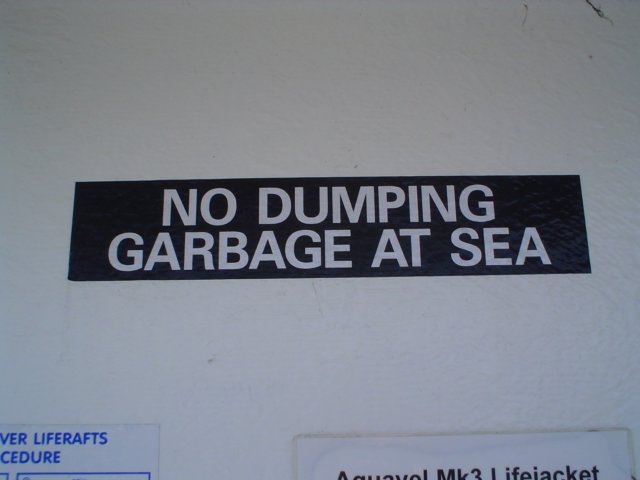 NO DUMPING
GARBAGE AT SEA
VER LIFERAFTS
CEDURE
Aquavel Mk3 Lifejacket